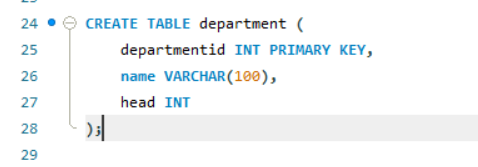 24 CREATE TABLE department (
25 departmentid INT PRIMARY KEY,
26 name VARCHAR(100),
27 head INT
28 );
29